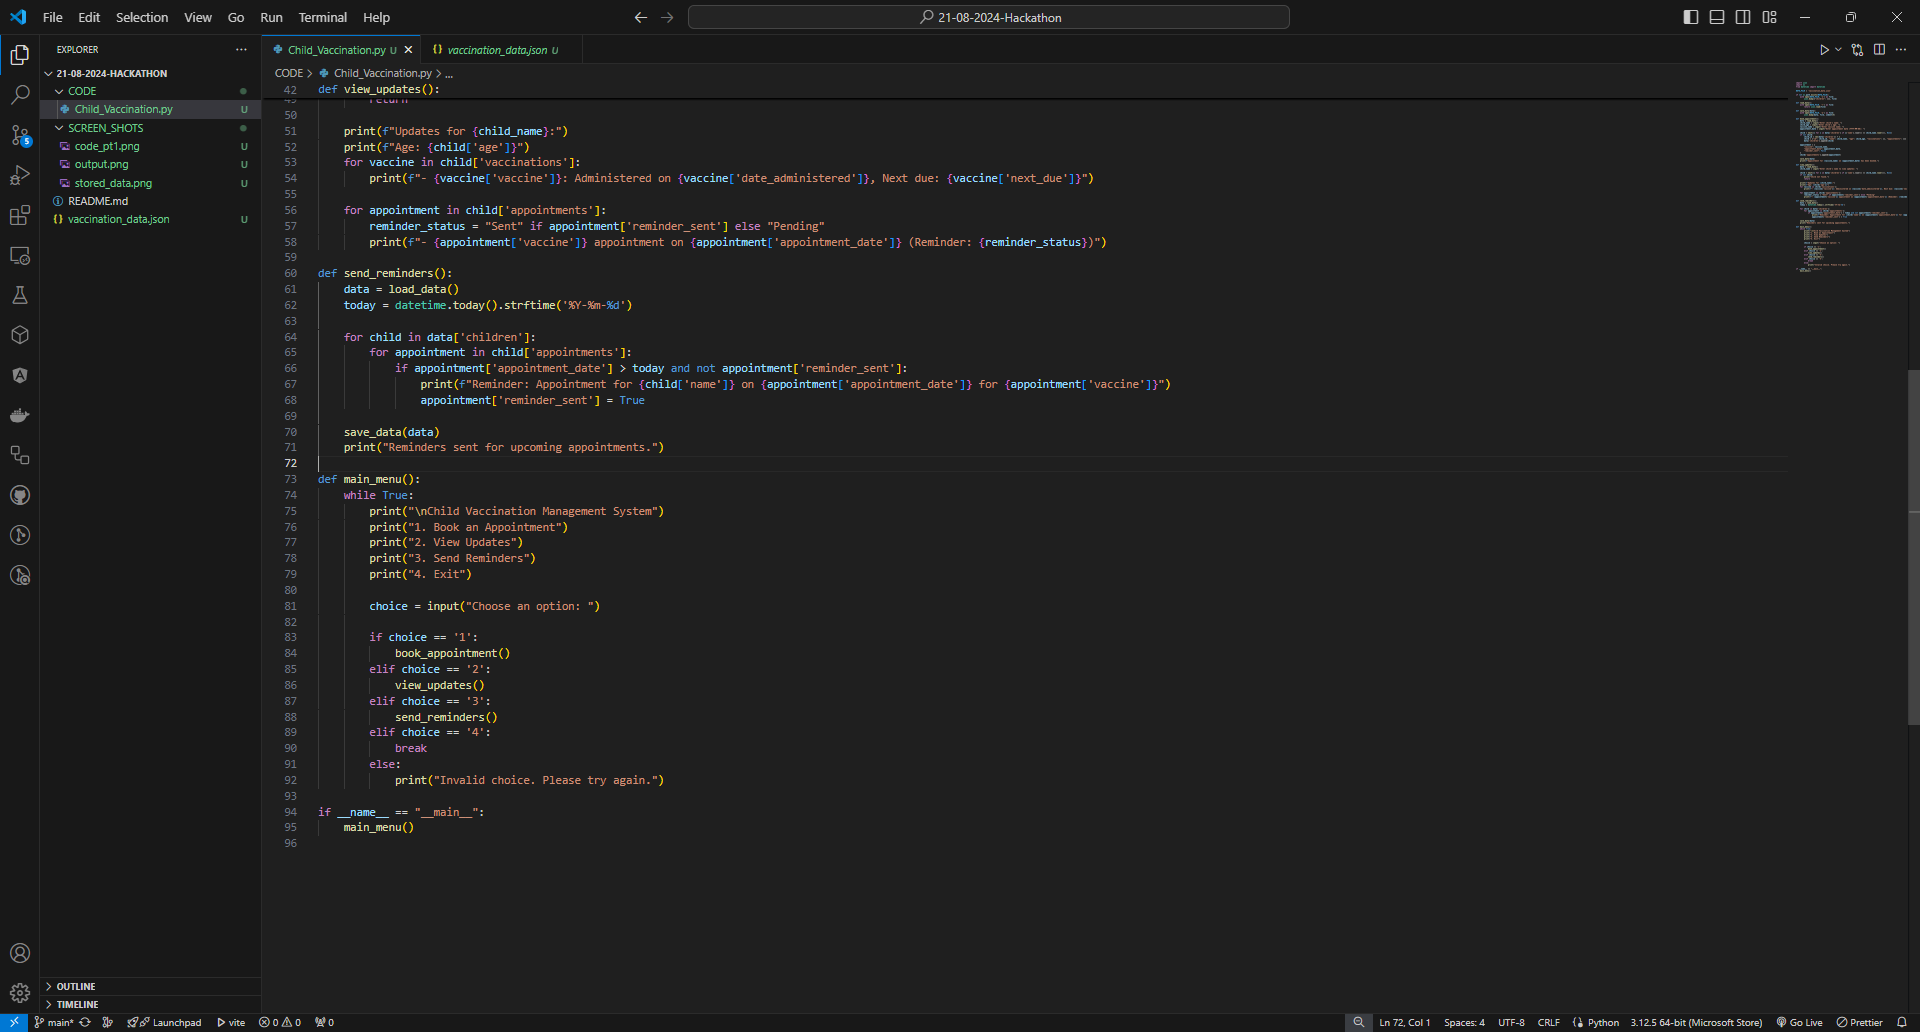 File Edit Selection View Go Run Terminal Help
21-08-2024-Hackathon
EXPLORER
21-08-2024-HACKATHON
CODE
Child_Vaccination.py U
SCREEN_SHOTS
code_pt1.png U
output.png U
stored_data.png U
README.md
vaccination_data.json U
OUTLINE
TIMELINE
5
Child_Vaccination.py U
vaccination_data.json U
CODE > Child_Vaccination.py > ...
42 def view_updates():
49 return
50
51 print(f"Updates for {child_name}:")
52 print(f"Age: {child['age']}")
53 for vaccine in child['vaccinations']:
54 print(f"- {vaccine['vaccine']}: Administered on {vaccine['date_administered']}, Next due: {vaccine['next_due']}")
55
56 for appointment in child['appointments']:
57 reminder_status = "Sent" if appointment['reminder_sent'] else "Pending"
58 print(f"- {appointment['vaccine']} appointment on {appointment['appointment_date']} (Reminder: {reminder_status})")
59
60 def send_reminders():
61 data = load_data()
62 today = datetime.today().strftime('%Y-%m-%d')
63
64 for child in data['children']:
65 for appointment in child['appointments']:
66 if appointment['appointment_date'] > today and not appointment['reminder_sent']:
67 print(f"Reminder: Appointment for {child['name']} on {appointment['appointment_date']} for {appointment['vaccine']}")
68 appointment['reminder_sent'] = True
69
70 save_data(data)
71 print("Reminders sent for upcoming appointments.")
72
73 def main_menu():
74 while True:
75 print("\nChild Vaccination Management System")
76 print("1. Book an Appointment")
77 print("2. View Updates")
78 print("3. Send Reminders")
79 print("4. Exit")
80
81 choice = input("Choose an option: ")
82
83 if choice == '1':
84 book_appointment()
85 elif choice == '2':
86 view_updates()
87 elif choice == '3':
88 send_reminders()
89 elif choice == '4':
90 break
91 else:
92 print("Invalid choice. Please try again.")
93
94 if __name__ == "__main__":
95 main_menu()
96
main* Launchpad vite 0 0 0 Ln 72, Col 1 Spaces: 4 UTF-8 CRLF Python 3.12.5 64-bit (Microsoft Store) Go Live Prettier